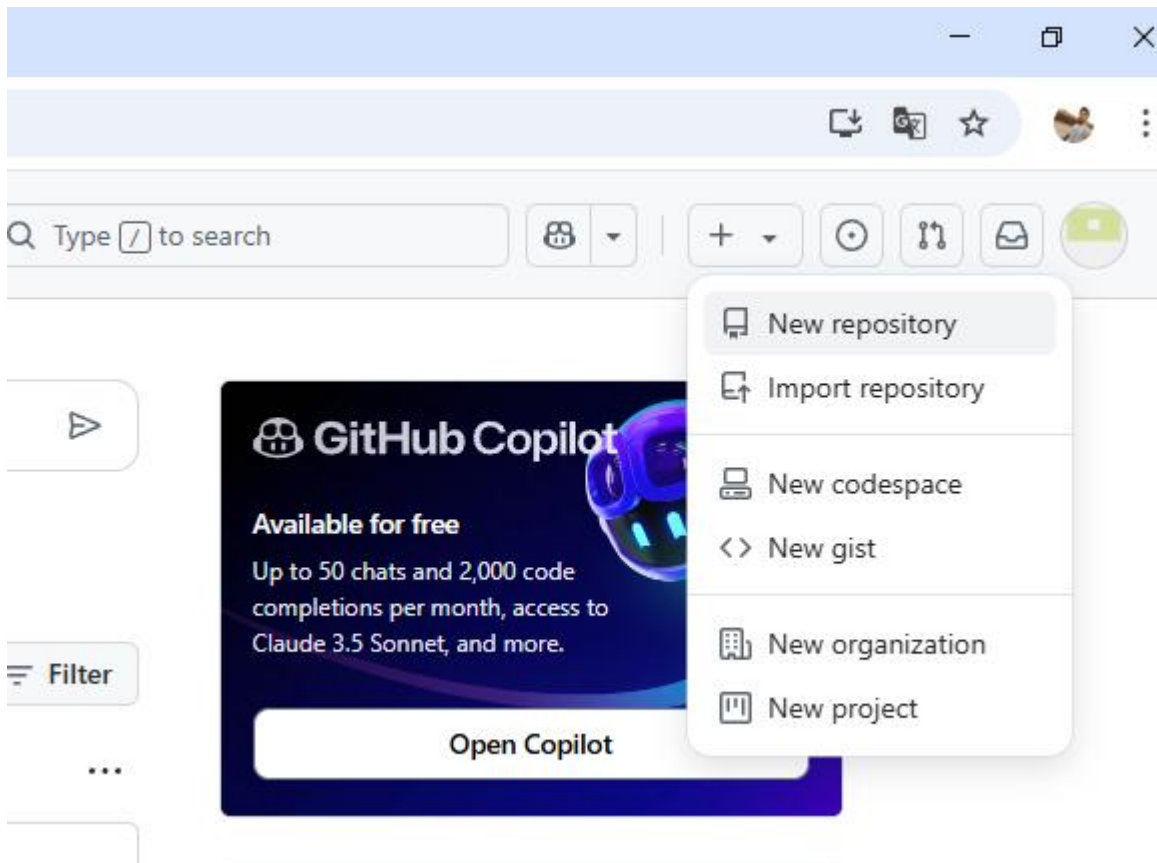 Type / to search
New repository
Import repository
New codespace
New gist
New organization
New project
GitHub Copilot
Available for free
Up to 50 chats and 2,000 code
completions per month, access to
Claude 3.5 Sonnet, and more.
Open Copilot
Filter